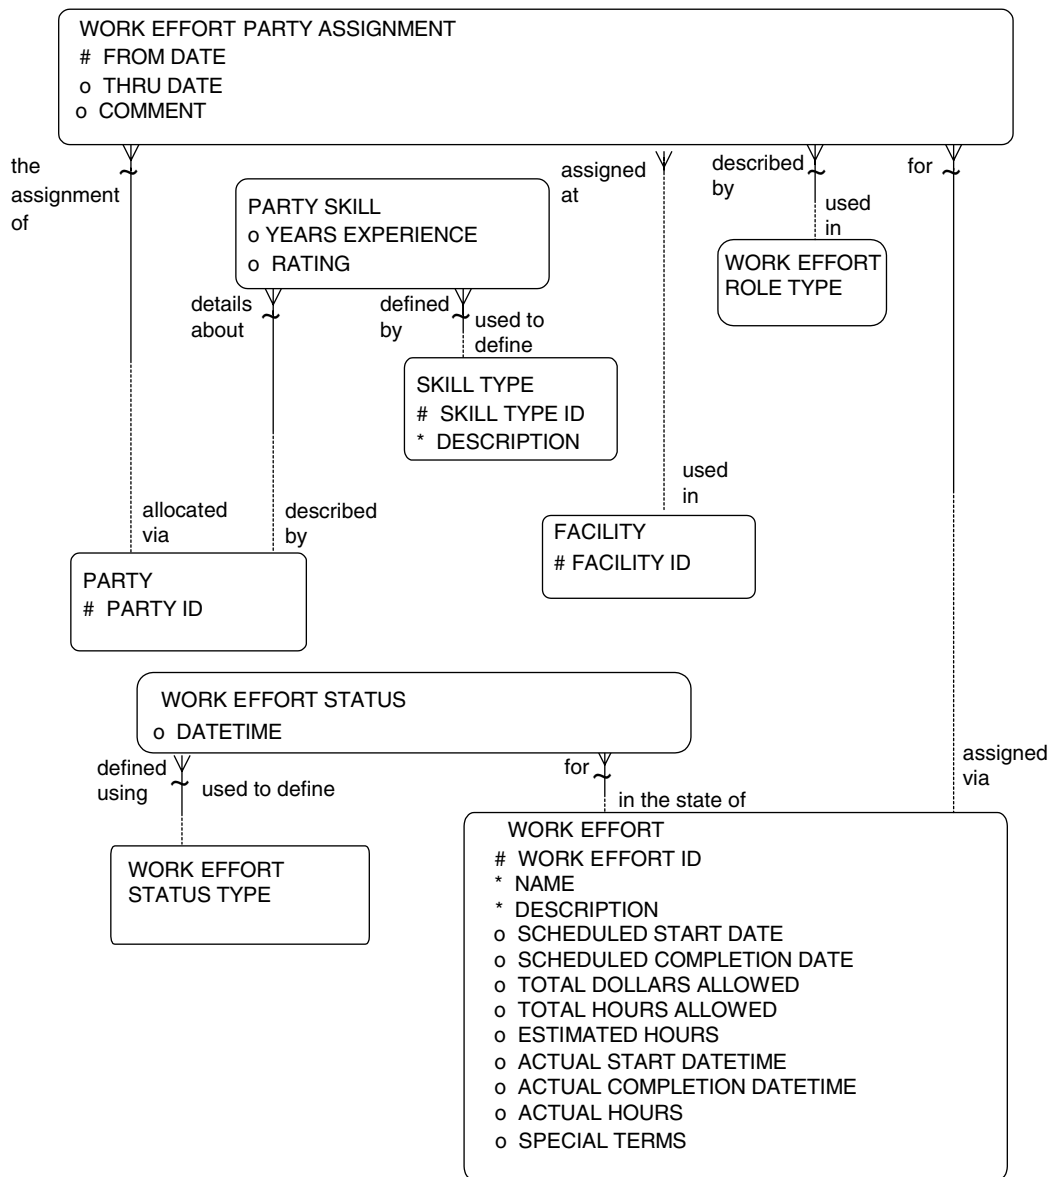 WORK EFFORT PARTY ASSIGNMENT
# FROM DATE
o THRU DATE
o COMMENT
the
assignment
of
assigned
at
described
by
for
used
in
PARTY SKILL
o YEARS EXPERIENCE
o RATING
WORK EFFORT
ROLE TYPE
details
about
defined
by
used to
define
SKILL TYPE
# SKILL TYPE ID
* DESCRIPTION
used
in
allocated
via
described
by
FACILITY
# FACILITY ID
PARTY
# PARTY ID
WORK EFFORT STATUS
o DATETIME
defined
using
used to define
for
in the state of
assigned
via
WORK EFFORT
STATUS TYPE
WORK EFFORT
# WORK EFFORT ID
* NAME
* DESCRIPTION
o SCHEDULED START DATE
o SCHEDULED COMPLETION DATE
o TOTAL DOLLARS ALLOWED
o TOTAL HOURS ALLOWED
o ESTIMATED HOURS
o ACTUAL START DATETIME
o ACTUAL COMPLETION DATETIME
o ACTUAL HOURS
o SPECIAL TERMS